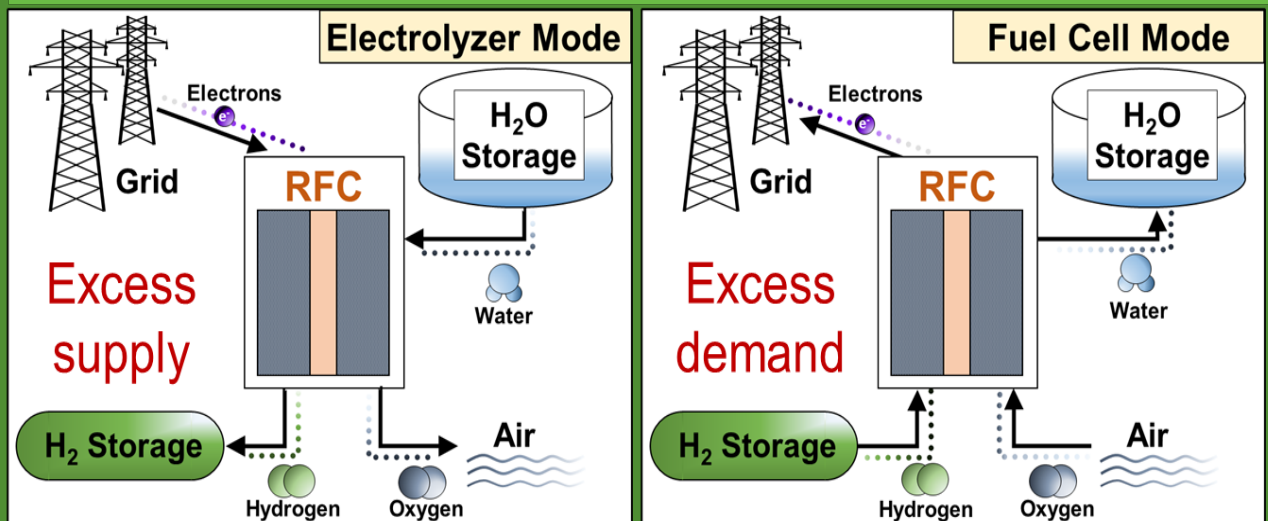 Electrolyzer Mode
Electrons
e⁻
Grid
H₂O
Storage
RFC
Water
Excess
supply
H₂ Storage
Hydrogen
Oxygen
Air
Fuel Cell Mode
Electrons
e⁻
Grid
H₂O
Storage
RFC
Water
Excess
demand
H₂ Storage
Hydrogen
Oxygen
Air